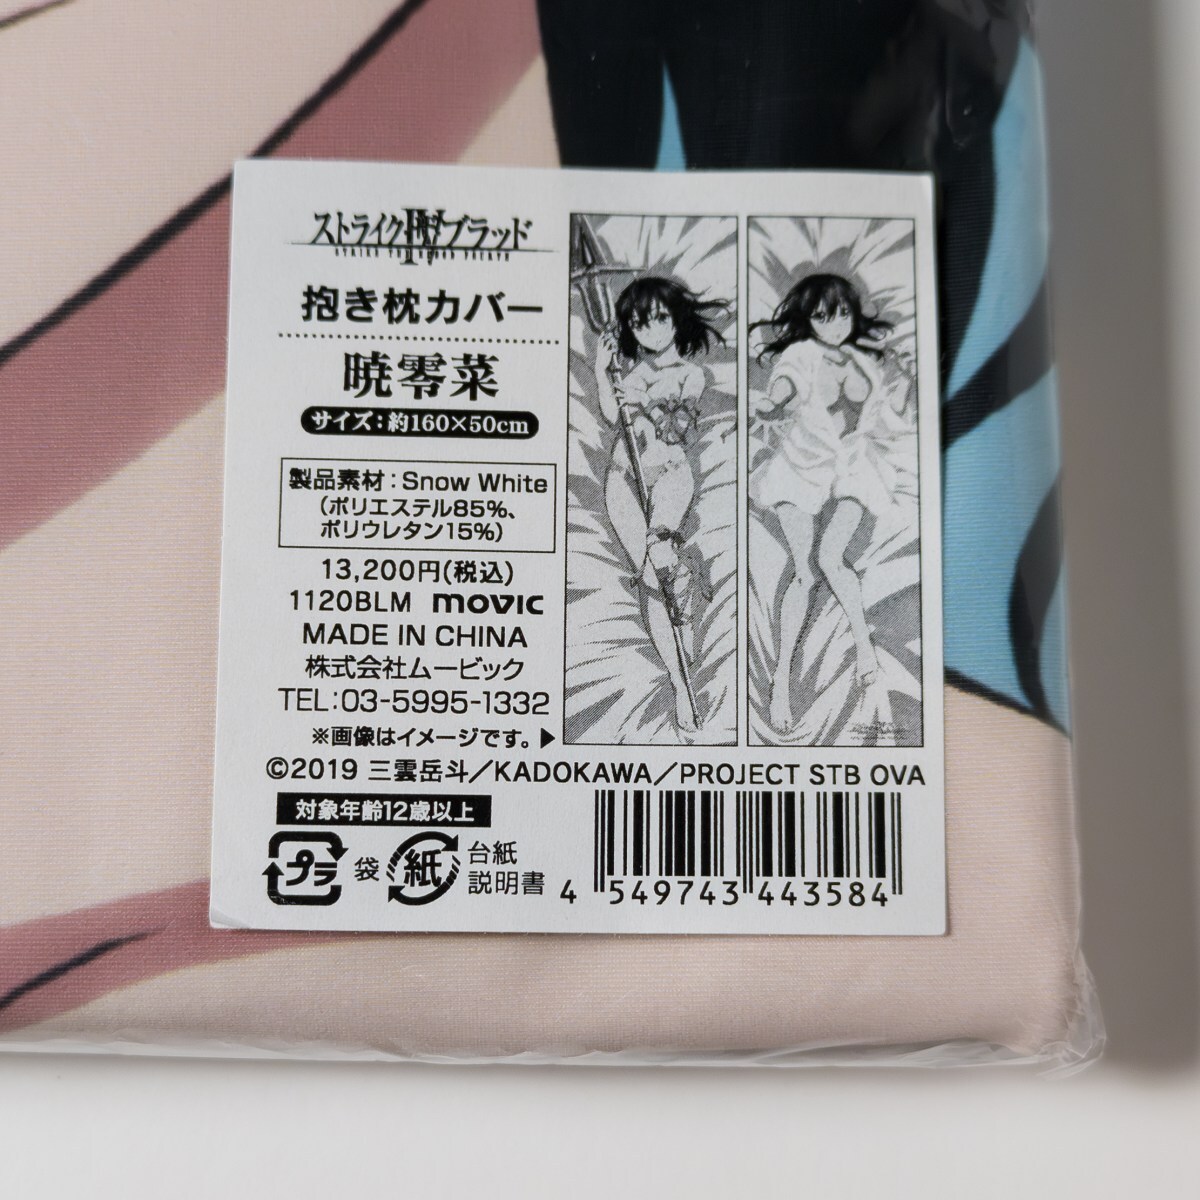 ストライク・ザ・ブラッド
IV
抱き枕カバー
暁零菜
サイズ:約160×50cm
製品素材:Snow White
(ポリエステル85%、
ポリウレタン15%)
13,200円(税込)
1120BLM movic
MADE IN CHINA
株式会社ムービック
TEL:03-5995-1332
※画像はイメージです。▶
©2019 三雲岳斗/KADOKAWA/PROJECT STB OVA
対象年齢12歳以上
プラ 袋 紙 台紙
説明書
4 549743 443584